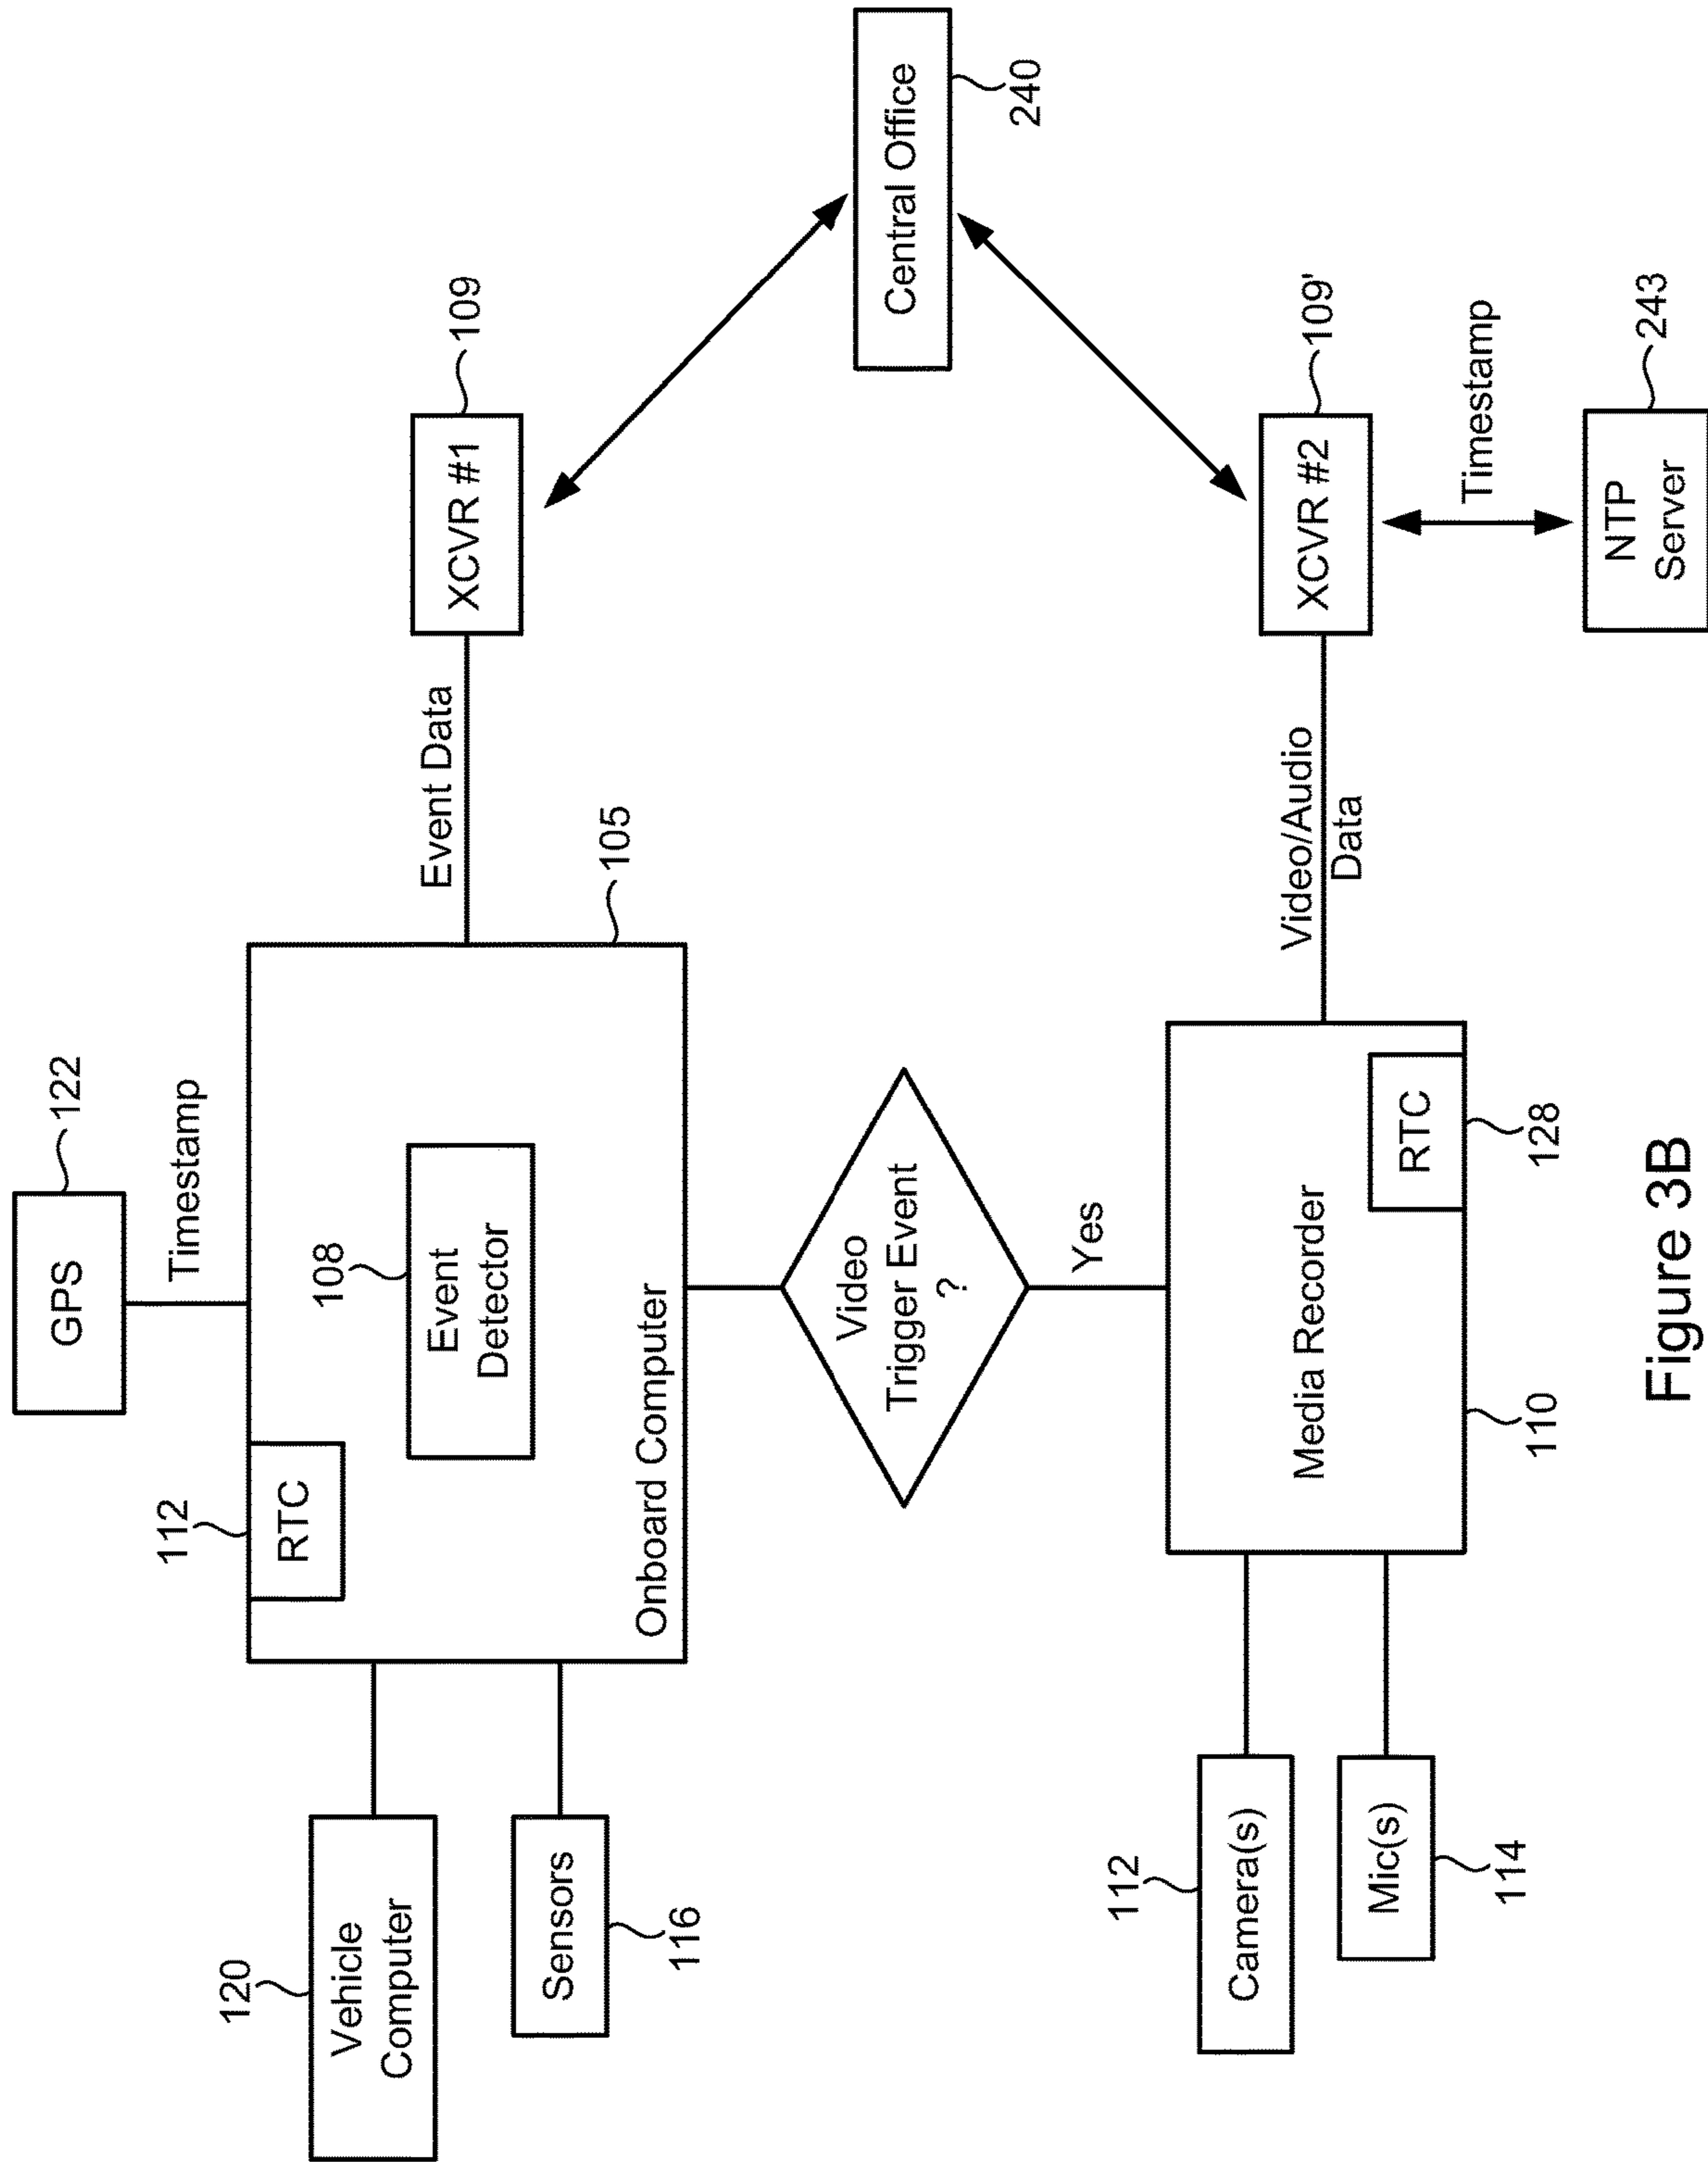 GPS
122
Timestamp
112
RTC
108
Event
Detector
Onboard Computer
105
120
Vehicle
Computer
Sensors
116
Event Data
XCVR #1
109
Central Office
240
Video
Trigger Event
?
Yes
Camera(s)
112
Mic(s)
114
Media Recorder
110
RTC
128
Video/Audio
Data
XCVR #2
109'
Timestamp
NTP
Server
243
Figure 3B